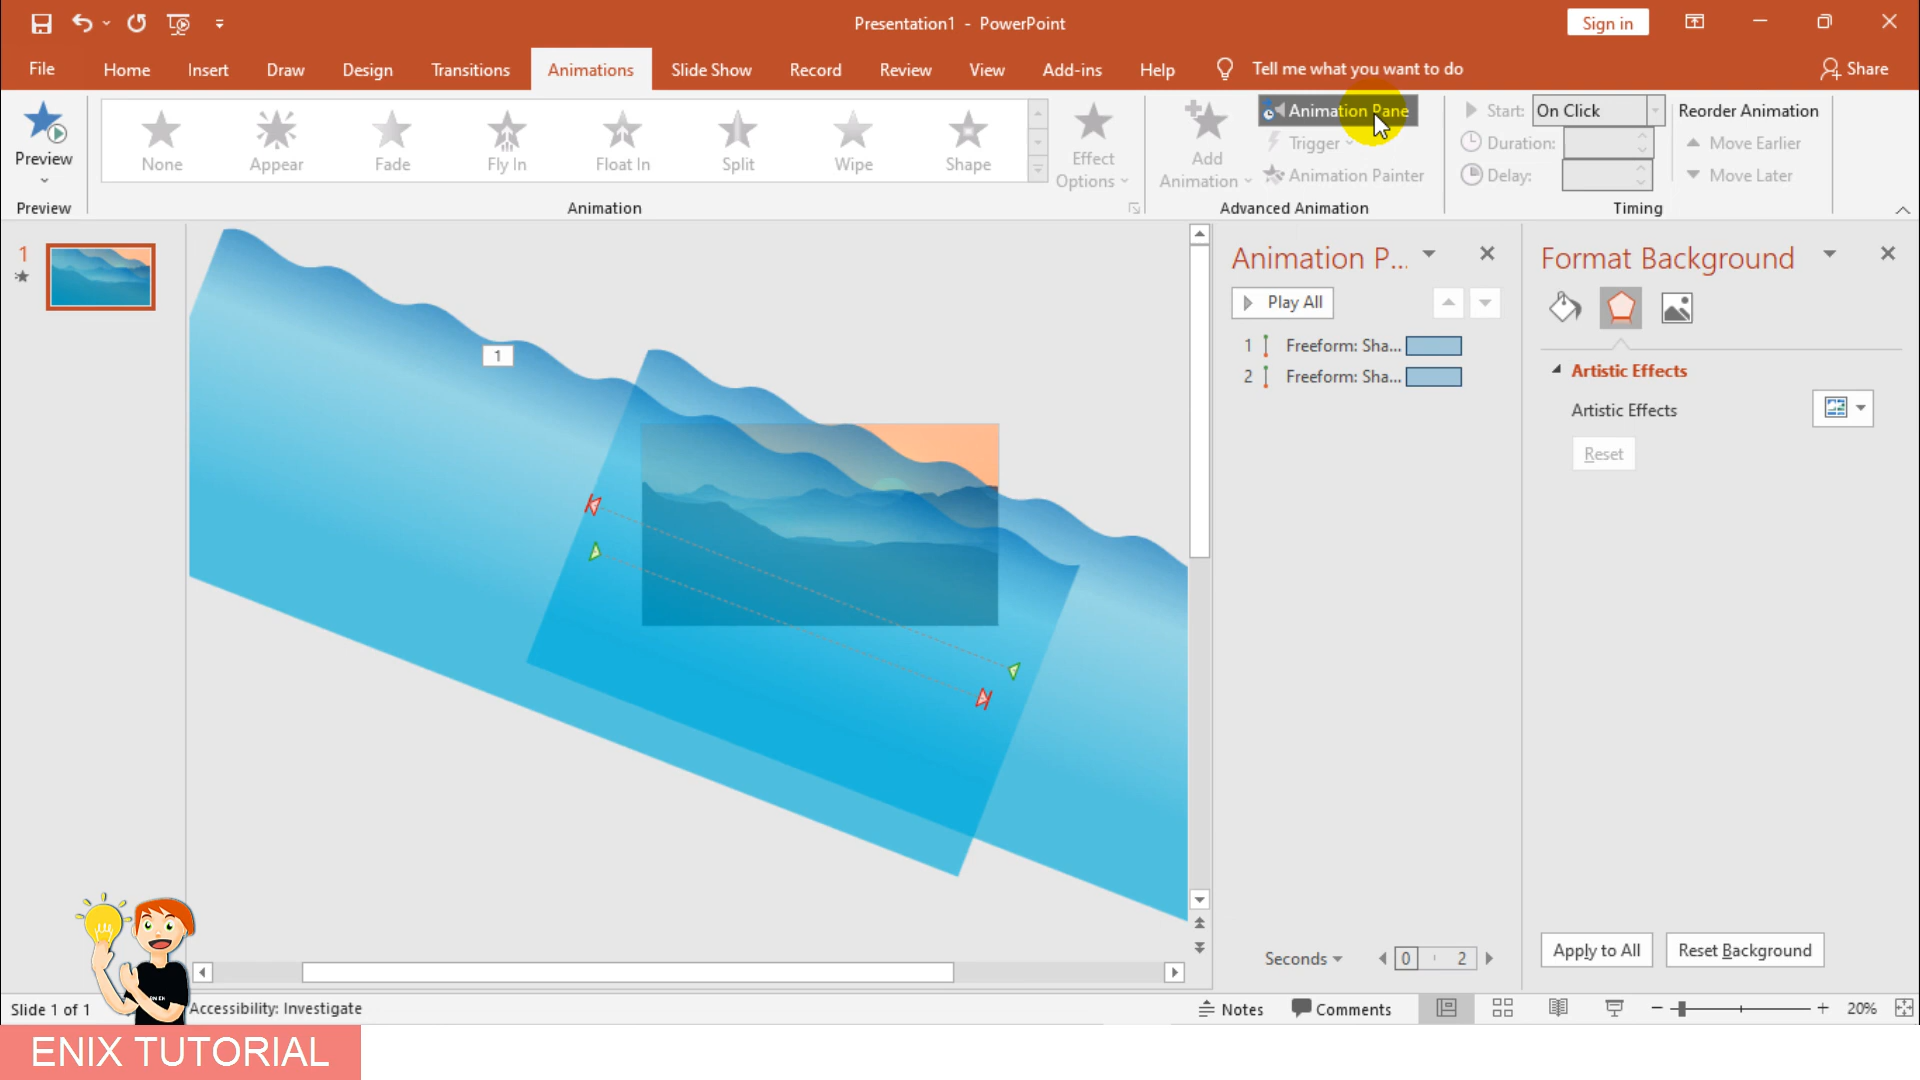 Presentation1 - PowerPoint
Sign in
File
Home
Insert
Draw
Design
Transitions
Animations
Slide Show
Record
Review
View
Add-ins
Help
Tell me what you want to do
Share
Preview
None
Appear
Fade
Fly In
Float In
Split
Wipe
Shape
Effect
Options
Add
Animation
Animation Pane
Trigger
Animation Painter
Start: On Click
Duration:
Delay:
Reorder Animation
Move Earlier
Move Later
Preview
Animation
Advanced Animation
Timing
1
1
Animation P...
Play All
1 Freeform: Sha...
2 Freeform: Sha...
Seconds
0 2
Format Background
Artistic Effects
Artistic Effects
Reset
Apply to All
Reset Background
Slide 1 of 1
Accessibility: Investigate
Notes
Comments
20%
ENIX TUTORIAL